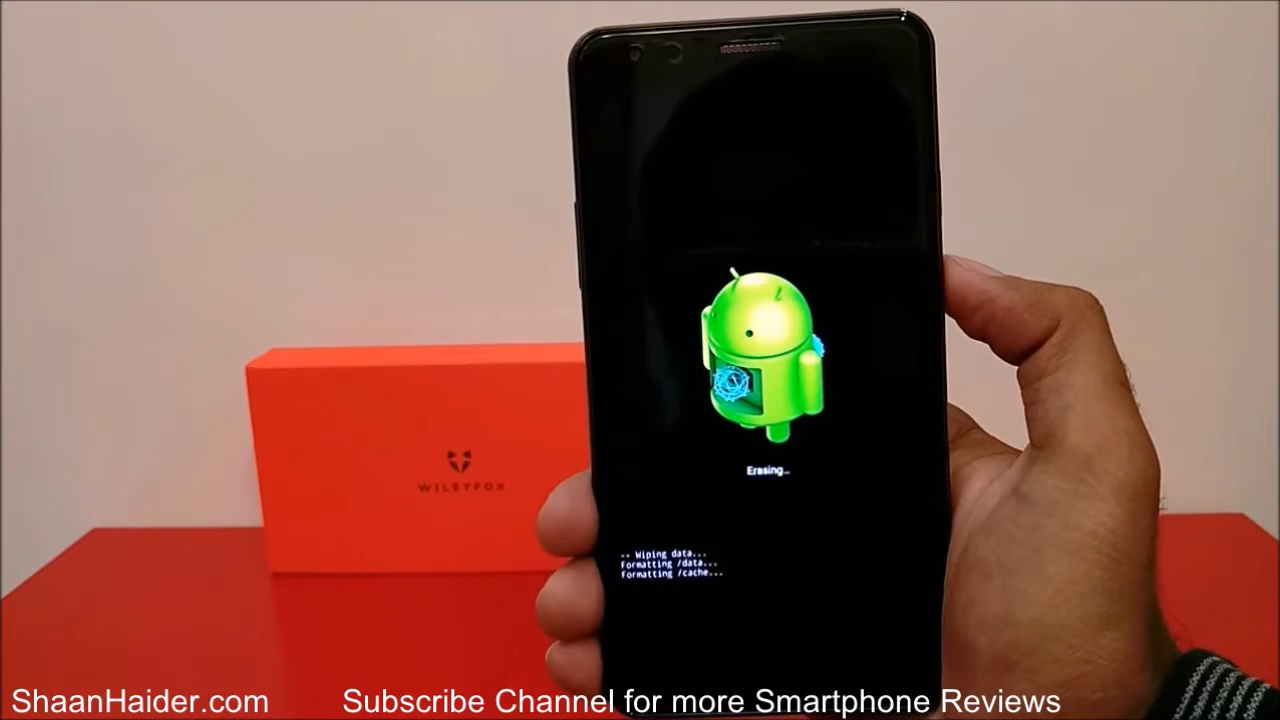 WILEYFOX
Erasing...
-- Wiping data...
Formatting /data...
Formatting /cache...
ShaanHaider.com
Subscribe Channel for more Smartphone Reviews